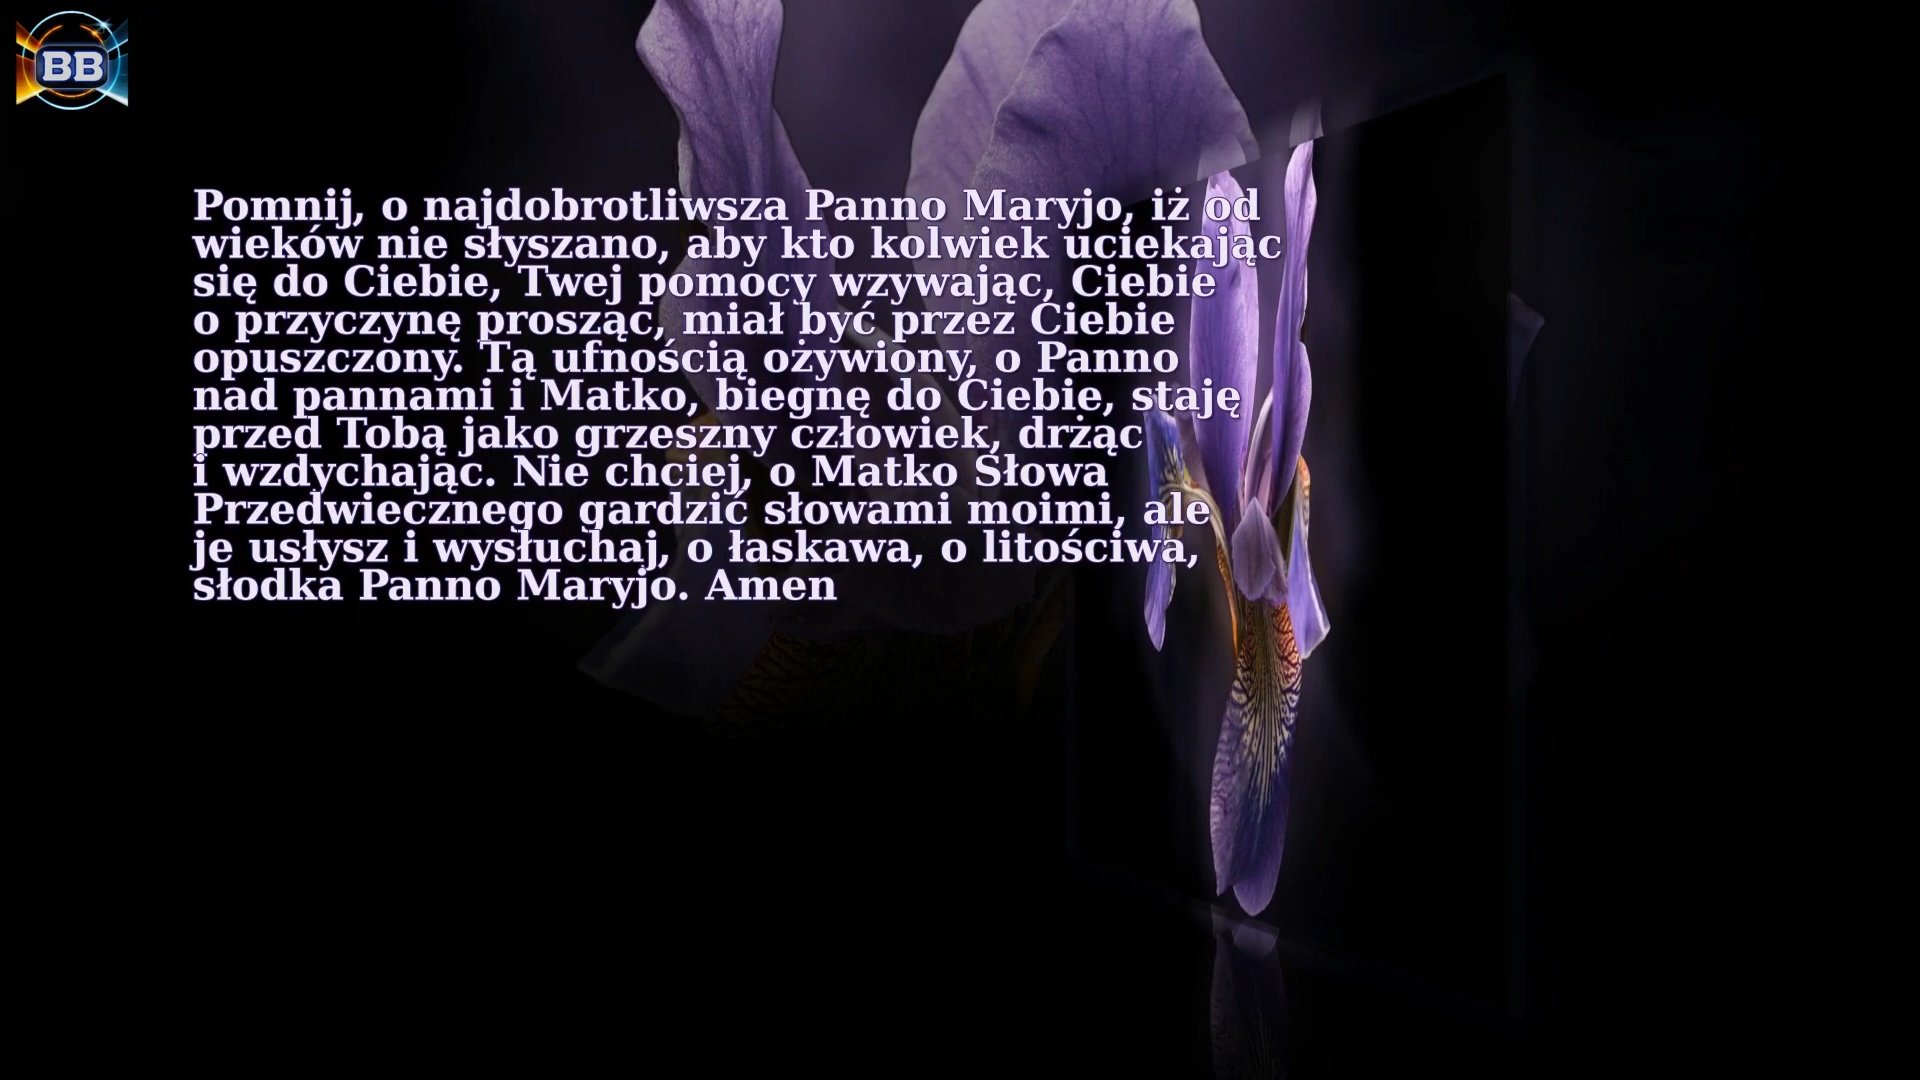 BB
Pomnij, o najdobrotliwsza Panno Maryjo, iż od
wieków nie słyszano, aby kto kolwiek uciekając
się do Ciebie, Twej pomocy wzywając, Ciebie
o przyczynę prosząc, miał być przez Ciebie
opuszczony. Tą ufnością ożywiony, o Panno
nad pannami i Matko, biegnę do Ciebie, staję
przed Tobą jako grzeszny człowiek, drżąc
i wzdychając. Nie chciej, o Matko Słowa
Przedwiecznego gardzić słowami moimi, ale
je usłysz i wysłuchaj, o łaskawa, o litościwa,
słodka Panno Maryjo. Amen